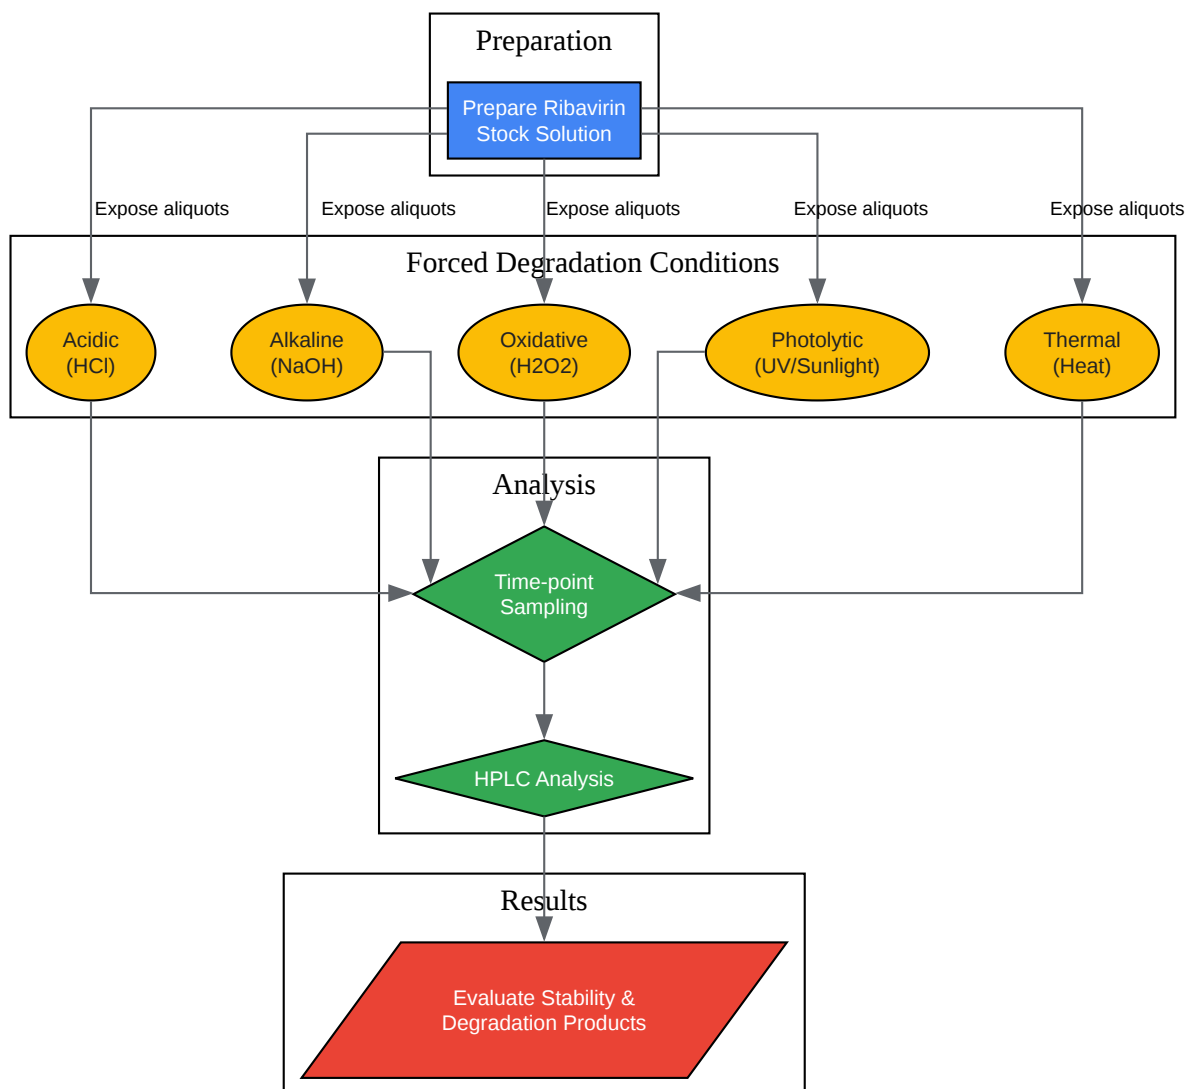 Preparation
Prepare Ribavirin
Stock Solution
Expose aliquots
Expose aliquots
Expose aliquots
Expose aliquots
Expose aliquots
Forced Degradation Conditions
Acidic
(HCl)
Alkaline
(NaOH)
Oxidative
(H2O2)
Photolytic
(UV/Sunlight)
Thermal
(Heat)
Analysis
Time-point
Sampling
HPLC Analysis
Results
Evaluate Stability &
Degradation Products